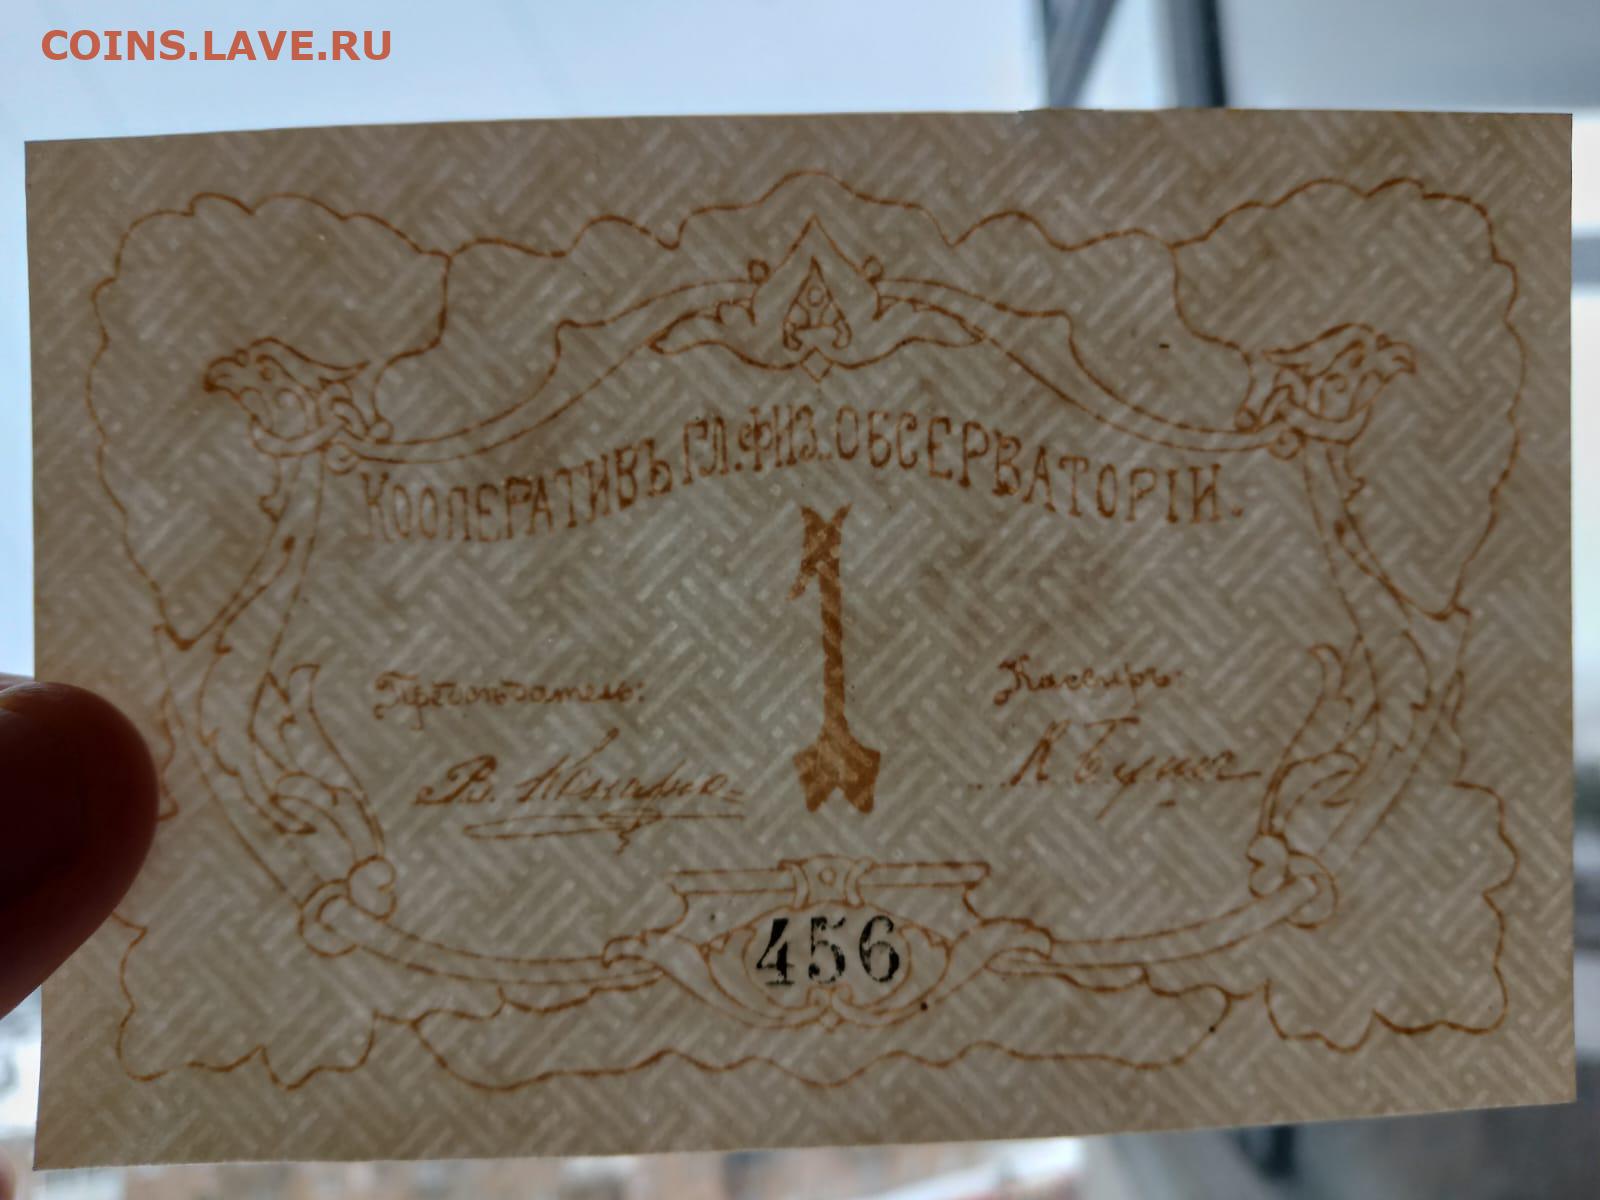 COINS.LAVE.RU
КООПЕРАТИВЪ ГЛ.ФИЗ.ОБСЕРВАТОРІИ.
1
Предсѣдатель:
Кассиръ:
456